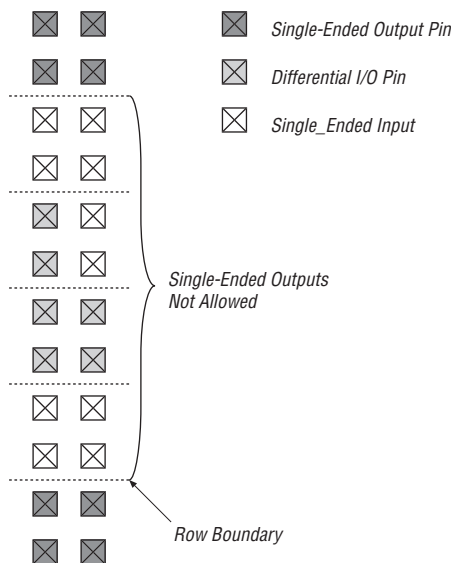 Single-Ended Output Pin
Differential I/O Pin
Single_Ended Input
Single-Ended Outputs
Not Allowed
Row Boundary